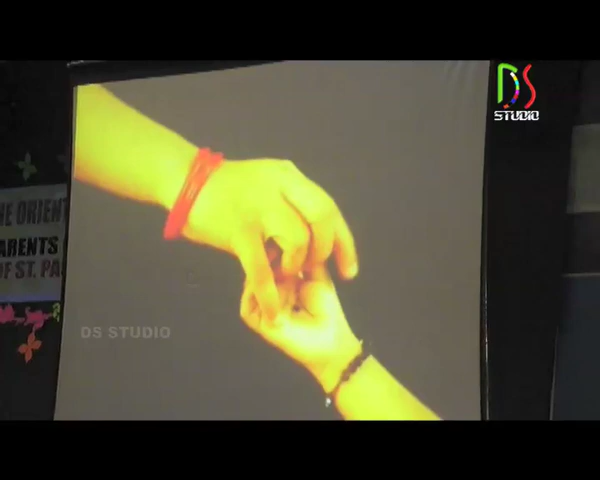 DS
STUDIO
HE ORIENT
ARENTS
OF ST. PA
DS STUDIO